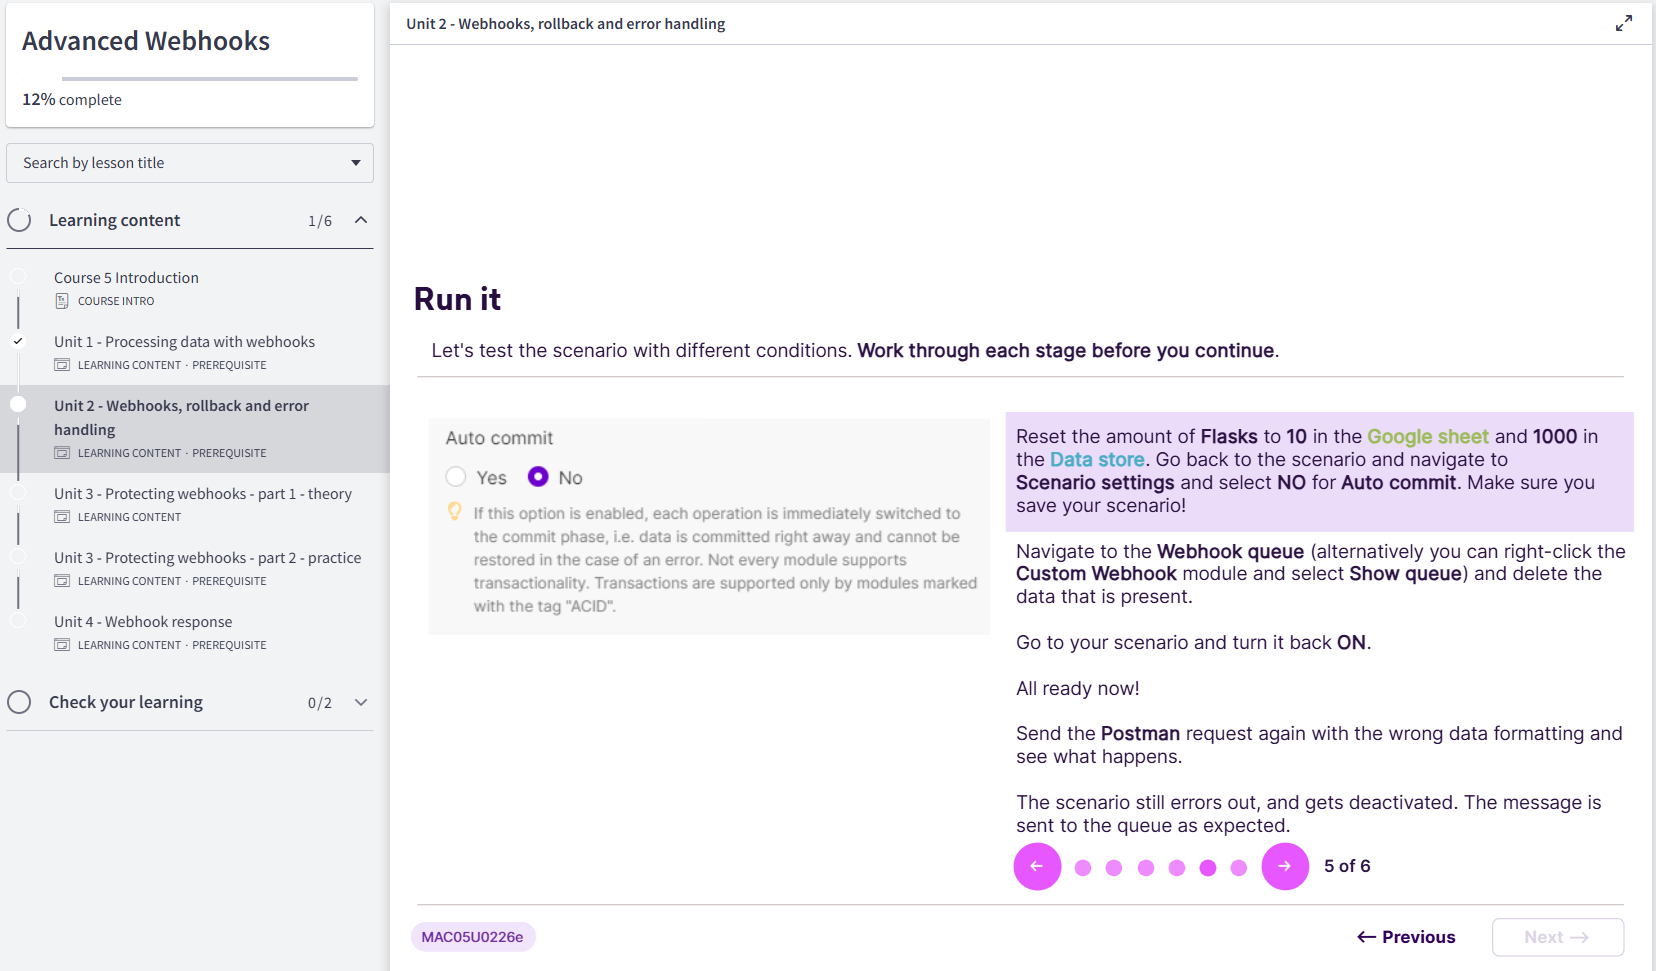 Advanced Webhooks
12% complete
Search by lesson title
Learning content 1/6
Course 5 Introduction
COURSE INTRO
Unit 1 - Processing data with webhooks
LEARNING CONTENT · PREREQUISITE
Unit 2 - Webhooks, rollback and error
handling
LEARNING CONTENT · PREREQUISITE
Unit 3 - Protecting webhooks - part 1 - theory
LEARNING CONTENT
Unit 3 - Protecting webhooks - part 2 - practice
LEARNING CONTENT · PREREQUISITE
Unit 4 - Webhook response
LEARNING CONTENT · PREREQUISITE
Check your learning 0/2
Unit 2 - Webhooks, rollback and error handling
Run it
Let's test the scenario with different conditions. Work through each stage before you continue.
Auto commit
Yes No
If this option is enabled, each operation is immediately switched to
the commit phase, i.e. data is committed right away and cannot be
restored in the case of an error. Not every module supports
transactionality. Transactions are supported only by modules marked
with the tag "ACID".
Reset the amount of Flasks to 10 in the Google sheet and 1000 in
the Data store. Go back to the scenario and navigate to
Scenario settings and select NO for Auto commit. Make sure you
save your scenario!
Navigate to the Webhook queue (alternatively you can right-click the
Custom Webhook module and select Show queue) and delete the
data that is present.
Go to your scenario and turn it back ON.
All ready now!
Send the Postman request again with the wrong data formatting and
see what happens.
The scenario still errors out, and gets deactivated. The message is
sent to the queue as expected.
← → 5 of 6
MAC05U0226e
← Previous
Next →